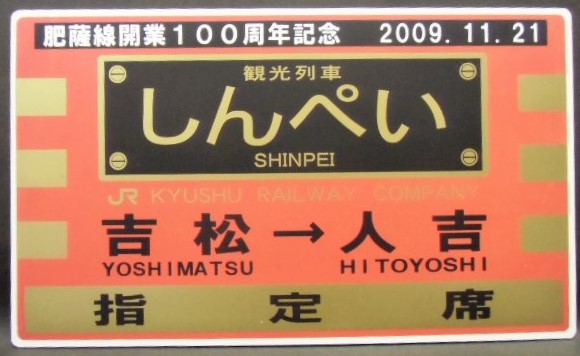 肥薩線開業100周年記念 2009.11.21
観光列車
しんぺい
SHINPEI
JR KYUSHU RAILWAY COMPANY
吉松→人吉
YOSHIMATSU HITOYOSHI
指定席